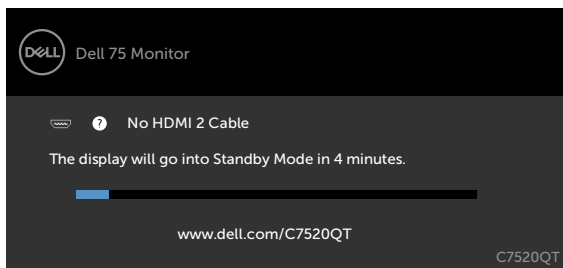 DELL
Dell 75 Monitor
? No HDMI 2 Cable
The display will go into Standby Mode in 4 minutes.
www.dell.com/C7520QT
C7520QT